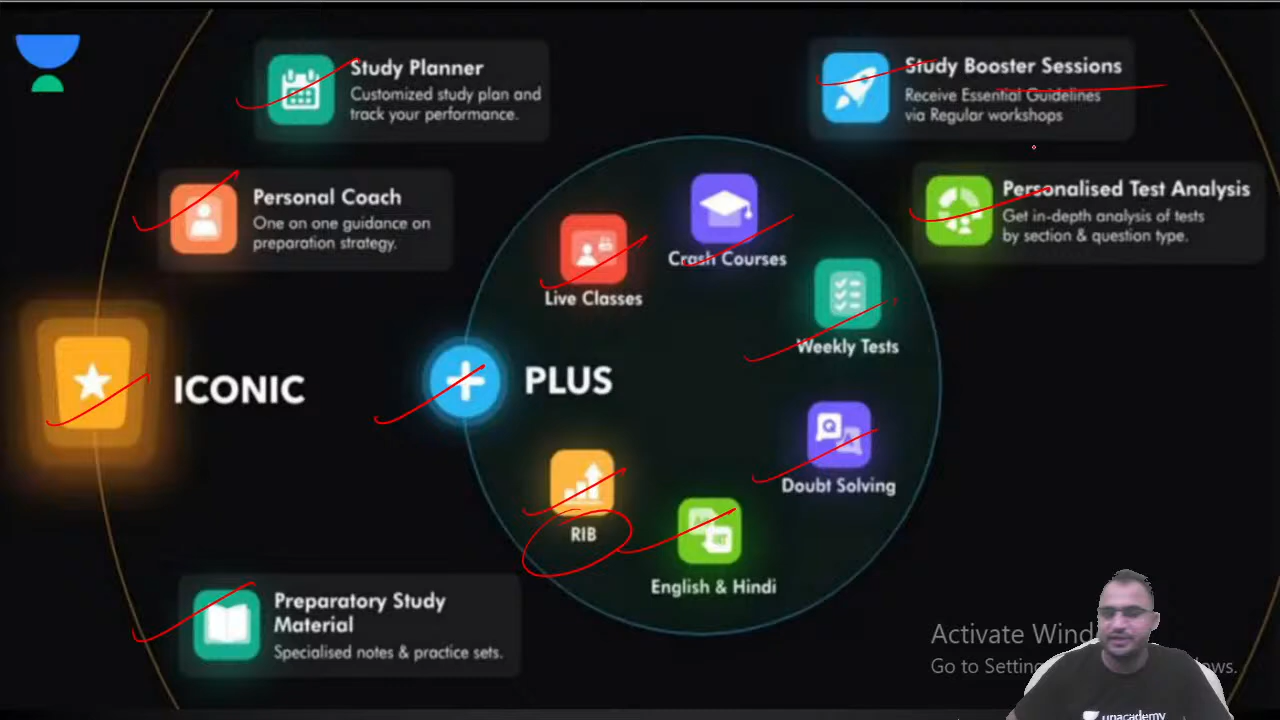 Study Planner
Customized study plan and
track your performance.
Study Booster Sessions
Receive Essential Guidelines
via Regular workshops
Personal Coach
One on one guidance on
preparation strategy.
Personalised Test Analysis
Get in-depth analysis of tests
by section & question type.
Live Classes
Crash Courses
Weekly Tests
ICONIC
PLUS
Q
A
Doubt Solving
RIB
English & Hindi
Preparatory Study
Material
Specialised notes & practice sets.
Activate Wind
Go to Setting ws.
unacademy